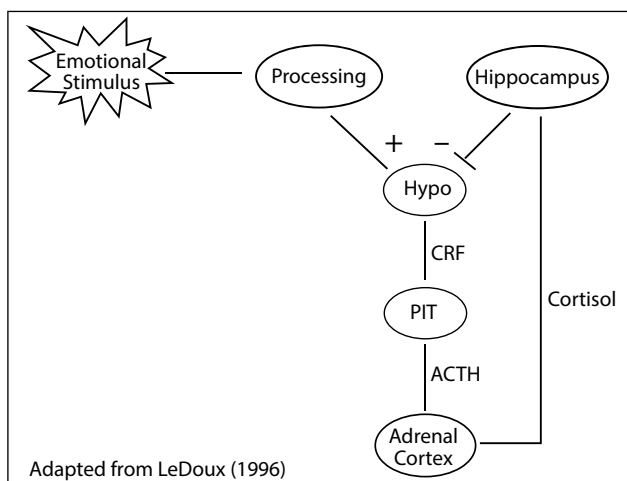 Emotional
Stimulus
Processing
Hippocampus
+
−
Hypo
CRF
PIT
Cortisol
ACTH
Adrenal
Cortex
Adapted from LeDoux (1996)